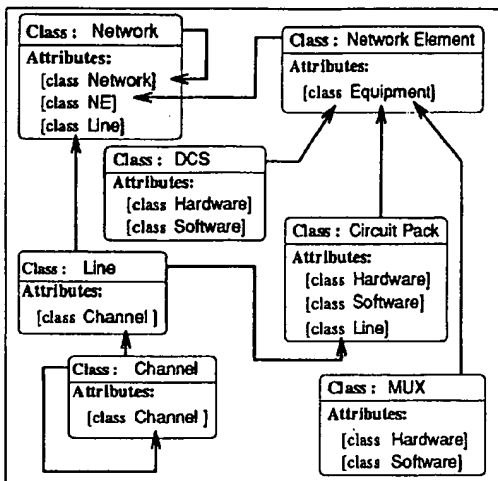 Class : Network
Attributes:
[class Network]
[class NE]
[class Line]
Class : Network Element
Attributes:
[class Equipment]
Class : DCS
Attributes:
[class Hardware]
[class Software]
Class : Circuit Pack
Attributes:
[class Hardware]
[class Software]
[class Line]
Class : Line
Attributes:
[class Channel ]
Class : Channel
Attributes:
[class Channel ]
Class : MUX
Attributes:
[class Hardware]
[class Software]